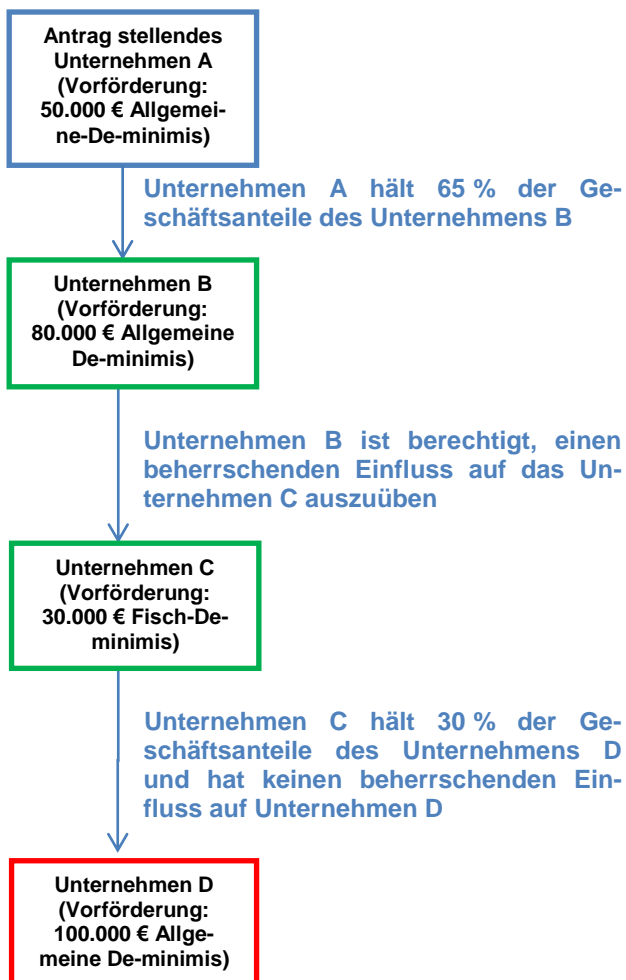 Antrag stellendes
Unternehmen A
(Vorförderung:
50.000 € Allgemei-
ne-De-minimis)
Unternehmen A hält 65 % der Ge-
schäftsanteile des Unternehmens B
Unternehmen B
(Vorförderung:
80.000 € Allgemeine
De-minimis)
Unternehmen B ist berechtigt, einen
beherrschenden Einfluss auf das Un-
ternehmen C auszuüben
Unternehmen C
(Vorförderung:
30.000 € Fisch-De-
minimis)
Unternehmen C hält 30 % der Ge-
schäftsanteile des Unternehmens D
und hat keinen beherrschenden Ein-
fluss auf Unternehmen D
Unternehmen D
(Vorförderung:
100.000 € Allge-
meine De-minimis)